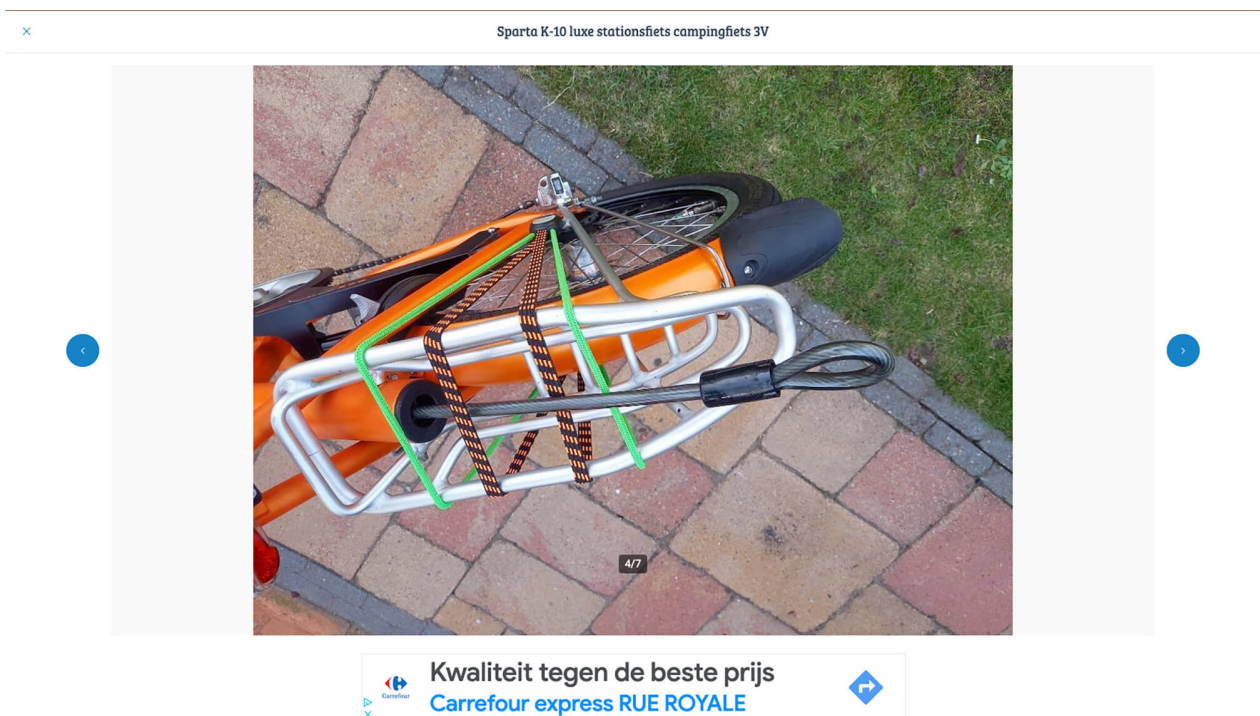 Sparta K-10 luxe stationsfiets campingfiets 3V
4/7
Kwaliteit tegen de beste prijs
Carrefour
Carrefour express RUE ROYALE